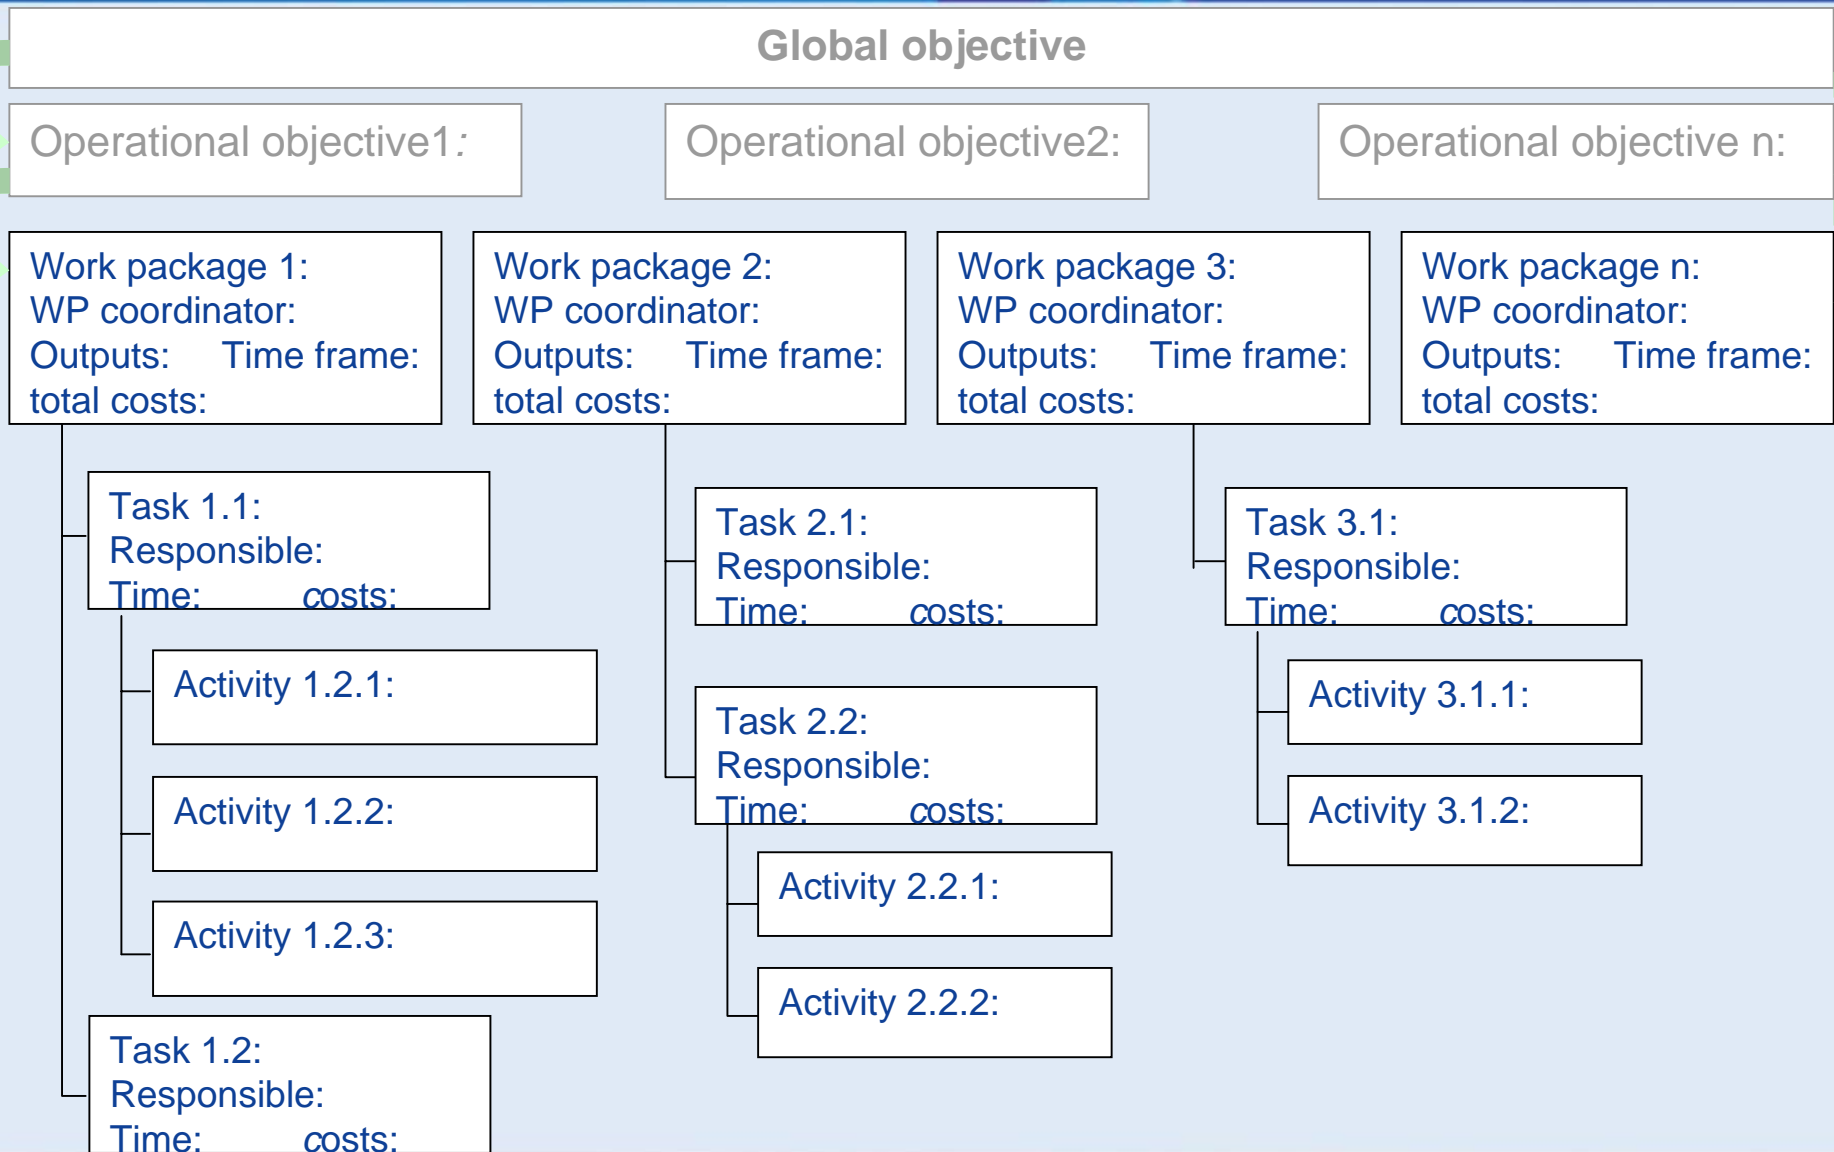 Global objective
Operational objective1:
Operational objective2:
Operational objective n:
Work package 1:
WP coordinator:
Outputs: Time frame:
total costs:
Work package 2:
WP coordinator:
Outputs: Time frame:
total costs:
Work package 3:
WP coordinator:
Outputs: Time frame:
total costs:
Work package n:
WP coordinator:
Outputs: Time frame:
total costs:
Task 1.1:
Responsible:
Time: costs:
Activity 1.2.1:
Activity 1.2.2:
Activity 1.2.3:
Task 1.2:
Responsible:
Time: costs:
Task 2.1:
Responsible:
Time: costs:
Task 2.2:
Responsible:
Time: costs:
Activity 2.2.1:
Activity 2.2.2:
Task 3.1:
Responsible:
Time: costs:
Activity 3.1.1:
Activity 3.1.2: